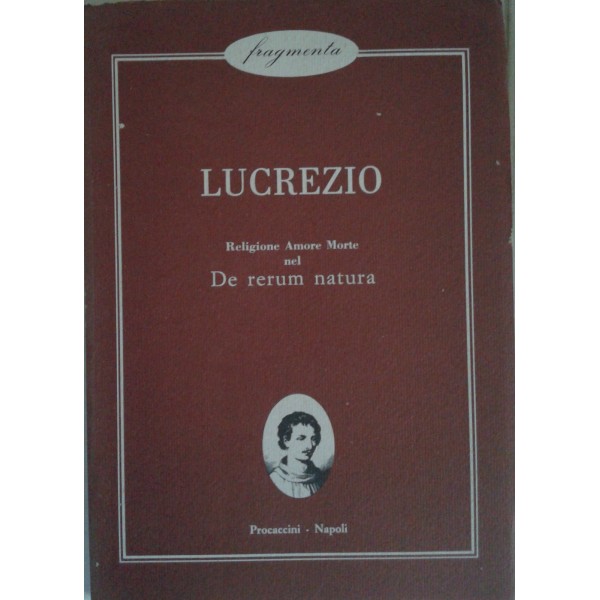 fragmenta
LUCREZIO
Religione Amore Morte
nel
De rerum natura
Procaccini - Napoli